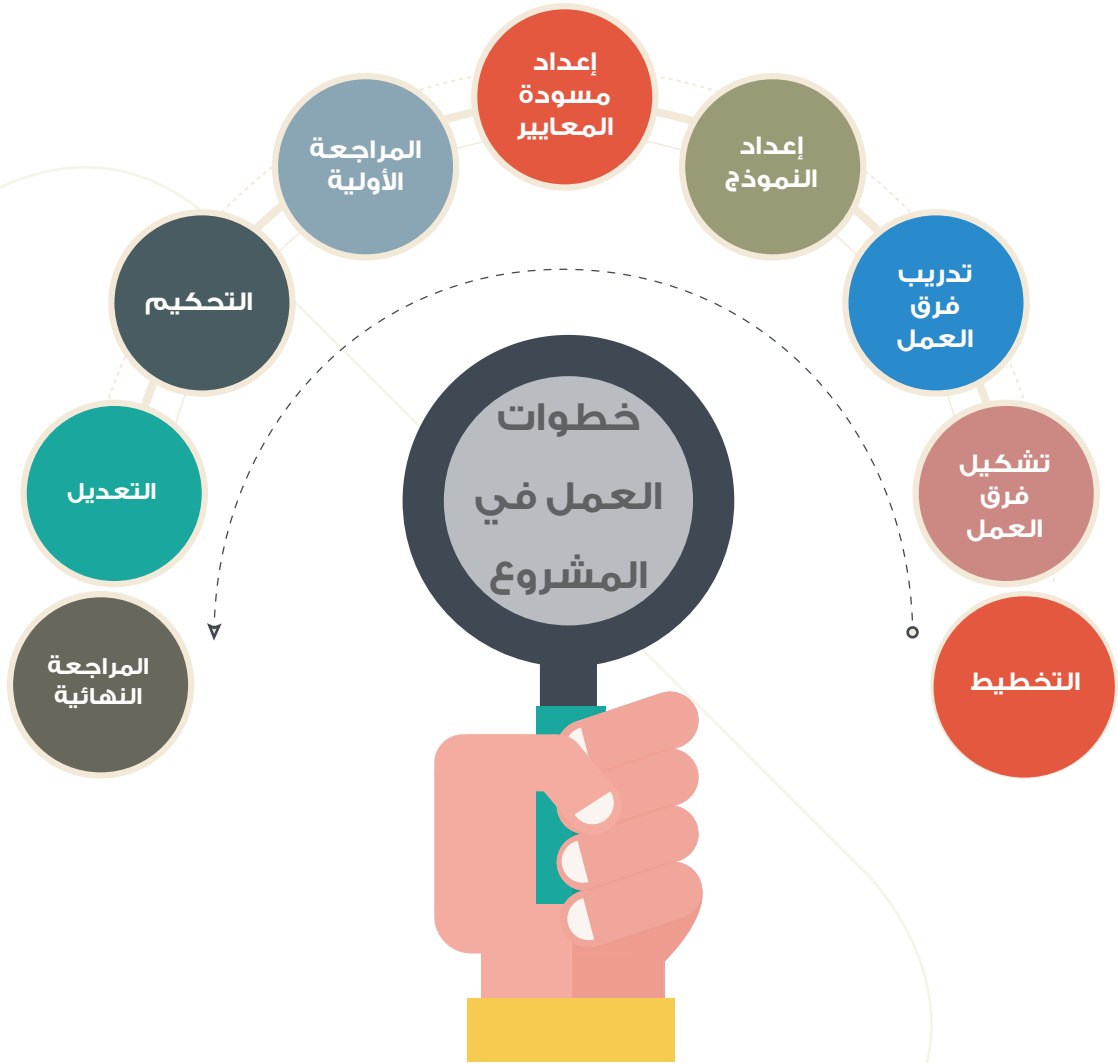 خطوات
العمل في
المشروع
التخطيط
تشكيل
فرق
العمل
تدريب
فرق
العمل
إعداد
النموذج
إعداد
مسودة
المعايير
المراجعة
الأولية
التحكيم
التعديل
المراجعة
النهائية